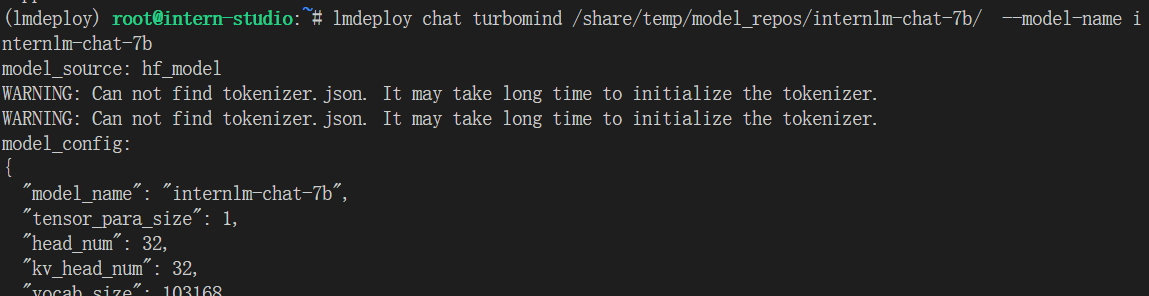 (lmdeploy) root@intern-studio:~# lmdeploy chat turbomind /share/temp/model_repos/internlm-chat-7b/  --model-name i
nternlm-chat-7b
model_source: hf_model
WARNING: Can not find tokenizer.json. It may take long time to initialize the tokenizer.
WARNING: Can not find tokenizer.json. It may take long time to initialize the tokenizer.
model_config:
{
  "model_name": "internlm-chat-7b",
  "tensor_para_size": 1,
  "head_num": 32,
  "kv_head_num": 32,
  "vocab_size": 103168,